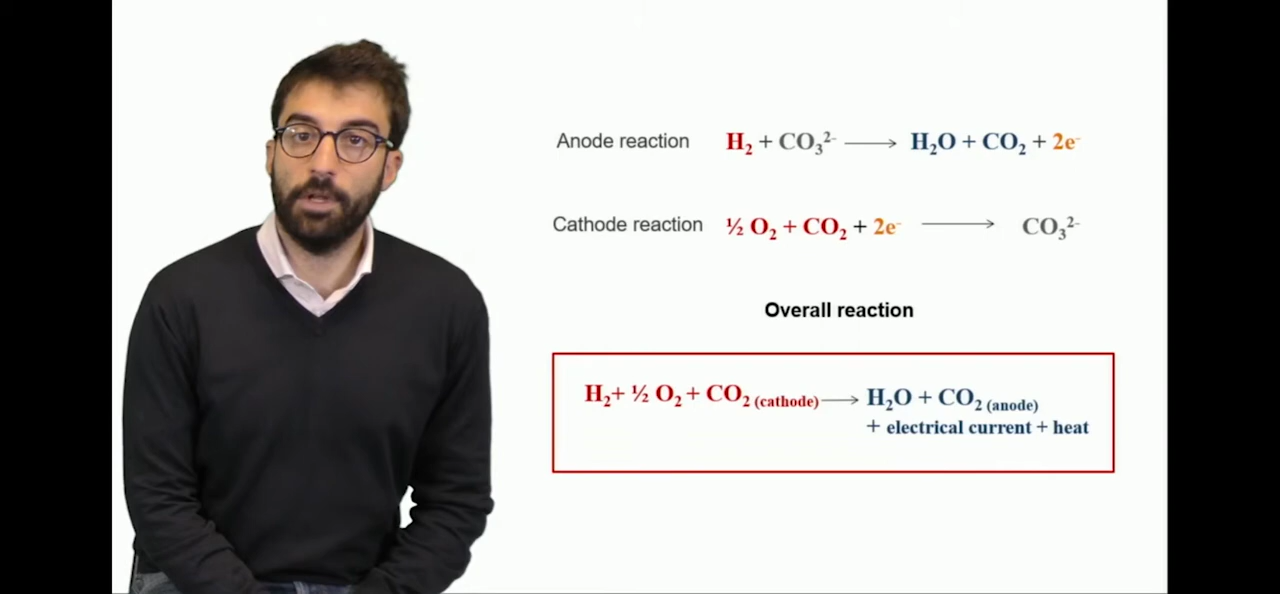 Anode reaction H₂ + CO₃²⁻ ⟶ H₂O + CO₂ + 2e⁻
Cathode reaction ½ O₂ + CO₂ + 2e⁻ ⟶ CO₃²⁻
Overall reaction
H₂+ ½ O₂ + CO₂ (cathode) ⟶ H₂O + CO₂ (anode)
+ electrical current + heat